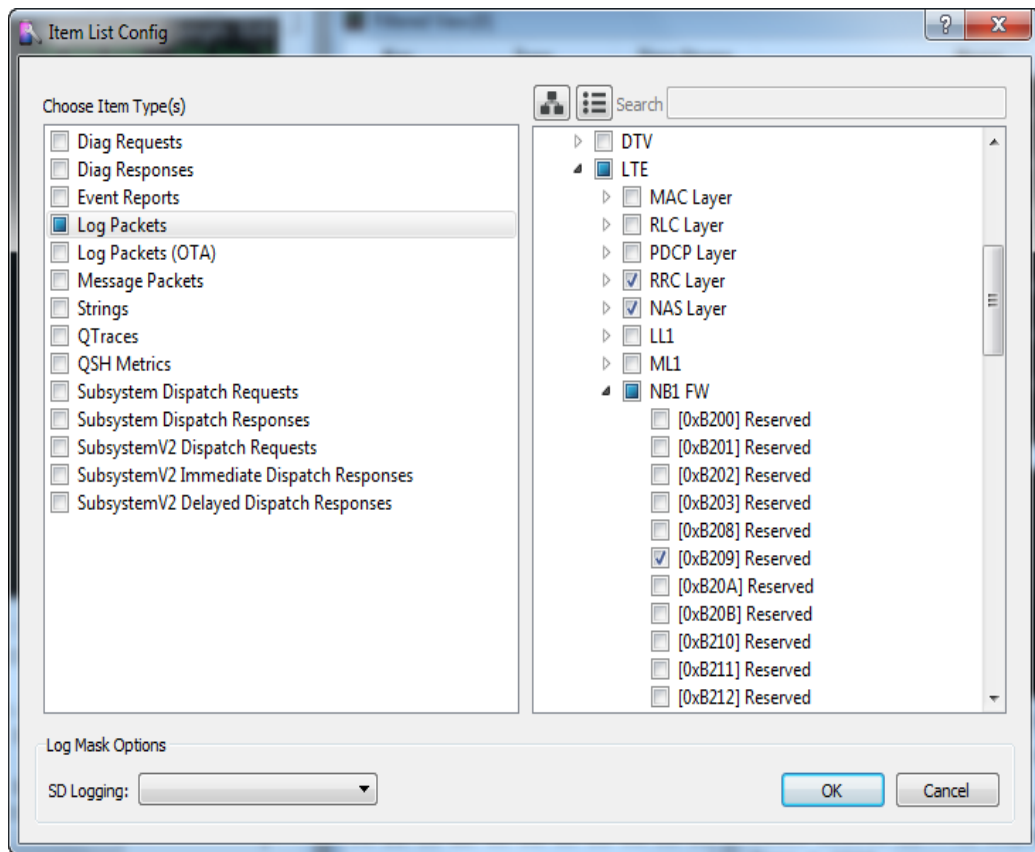 Item List Config
Choose Item Type(s)
Diag Requests
Diag Responses
Event Reports
Log Packets
Log Packets (OTA)
Message Packets
Strings
QTraces
QSH Metrics
Subsystem Dispatch Requests
Subsystem Dispatch Responses
SubsystemV2 Dispatch Requests
SubsystemV2 Immediate Dispatch Responses
SubsystemV2 Delayed Dispatch Responses
Search
DTV
LTE
MAC Layer
RLC Layer
PDCP Layer
RRC Layer
NAS Layer
LL1
ML1
NB1 FW
[0xB200] Reserved
[0xB201] Reserved
[0xB202] Reserved
[0xB203] Reserved
[0xB208] Reserved
[0xB209] Reserved
[0xB20A] Reserved
[0xB20B] Reserved
[0xB210] Reserved
[0xB211] Reserved
[0xB212] Reserved
Log Mask Options
SD Logging:
OK
Cancel